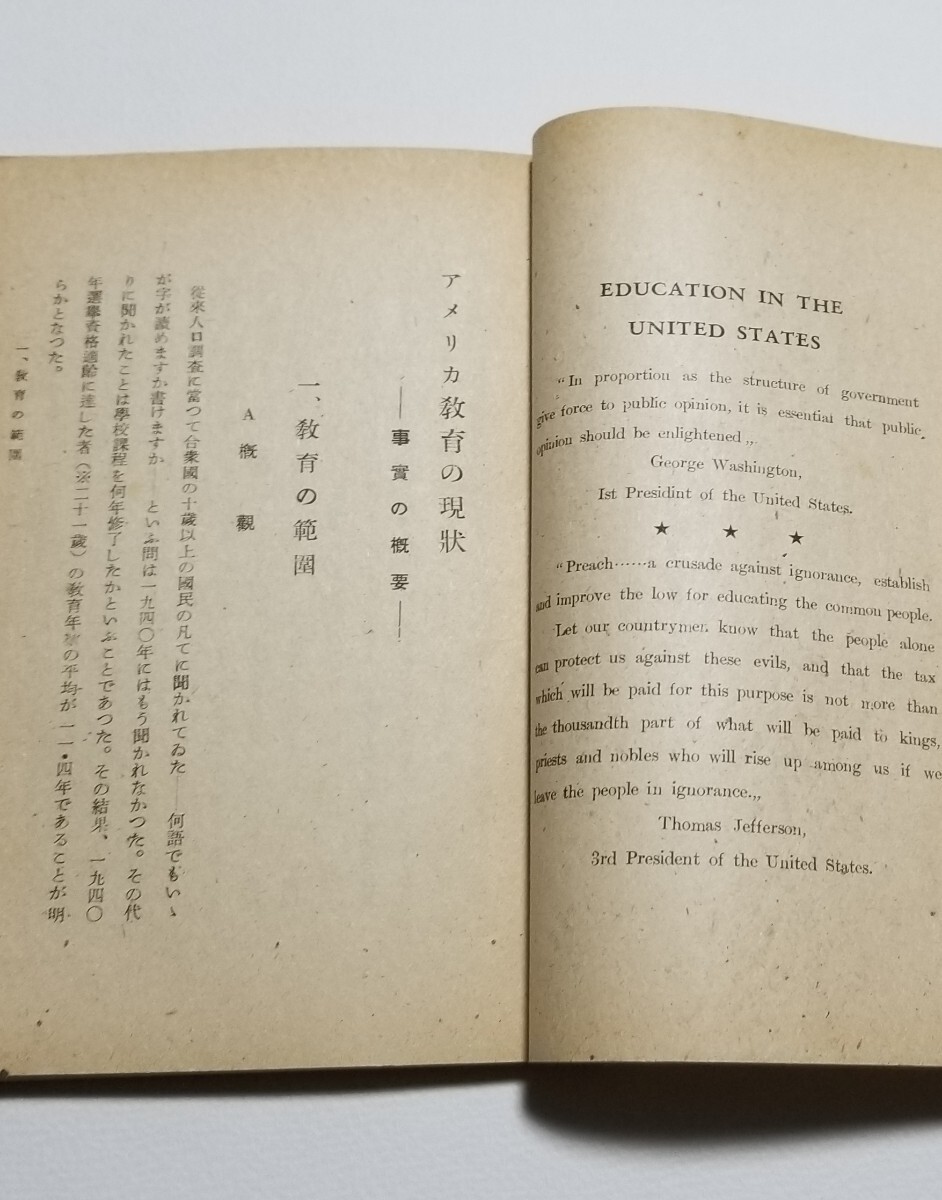 EDUCATION IN THE
UNITED STATES
“In proportion as the structure of government
give force to public opinion, it is essential that public
opinion should be enlightened„
George Washington,
1st Presidint of the United States.
★ ★ ★
“Preach……a crusade against ignorance, establish
and improve the low for educating the common people.
Let our countrymen know that the people alone
can protect us against these evils, and that the tax
which will be paid for this purpose is not more than
the thousandth part of what will be paid to kings,
priests and nobles who will rise up among us if we
leave the people in ignorance.„
Thomas Jefferson,
3rd President of the United States.
アメリカ敎育の現狀
――事實の槪要――
一、敎育の範圍
A 槪觀
從來人口調査に當つて合衆國の十歲以上の國民の凡てに聞かれてゐた――何語でもいゝ
が字が讀めますか書けますか――といふ問は一九四〇年にはもう聞かれなかつた。その代
りに聞かれたことは學校課程を何年修了したかといふことであつた。その結果、一九四〇
年選擧資格適齡に達した者（※二十一歲）の敎育年次の平均が一一・四年であることが明
らかとなつた。
一、敎育の範圍